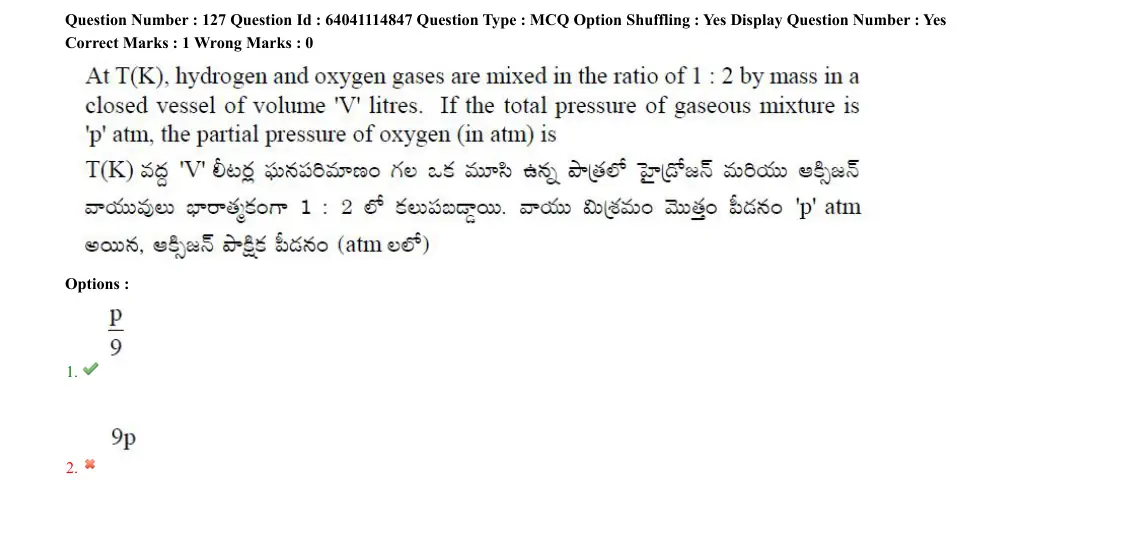 Question Number : 127 Question Id : 64041114847 Question Type : MCQ Option Shuffling : Yes Display Question Number : Yes
Correct Marks : 1 Wrong Marks : 0
At T(K), hydrogen and oxygen gases are mixed in the ratio of 1 : 2 by mass in a
closed vessel of volume 'V' litres. If the total pressure of gaseous mixture is
'p' atm, the partial pressure of oxygen (in atm) is
T(K) వద్ద 'V' లీటర్ల ఘనపరిమాణం గల ఒక మూసి ఉన్న పాత్రలో హైడ్రోజన్ మరియు ఆక్సిజన్
వాయువులు భారాత్మకంగా 1 : 2 లో కలుపబడ్డాయి. వాయు మిశ్రమం మొత్తం పీడనం 'p' atm
అయిన, ఆక్సిజన్ పాక్షిక పీడనం (atm లలో)
Options :
p
9
1.
9p
2.